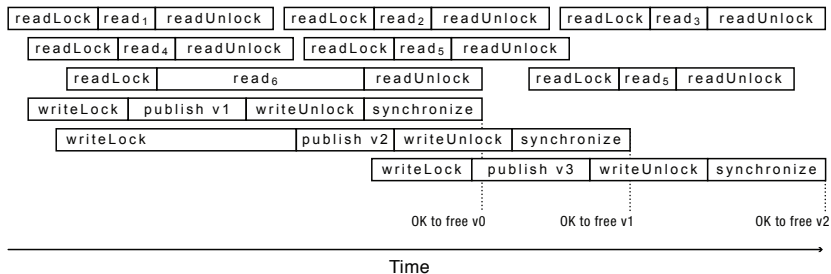 readLock read₁ readUnlock readLock read₂ readUnlock readLock read₃ readUnlock
readLock read₄ readUnlock readLock read₅ readUnlock
readLock read₆ readUnlock readLock read₅ readUnlock
writeLock publish v1 writeUnlock synchronize
writeLock publish v2 writeUnlock synchronize
writeLock publish v3 writeUnlock synchronize
OK to free v0 OK to free v1 OK to free v2
Time